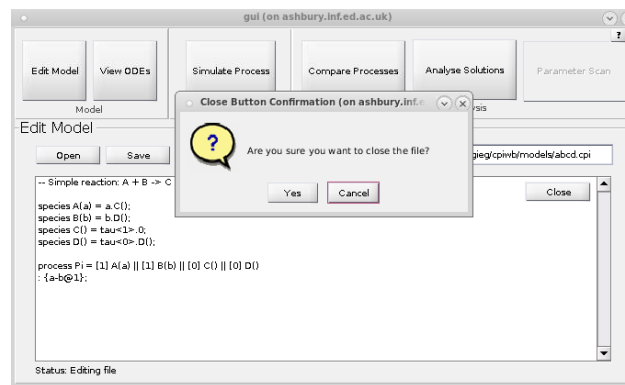 gui (on ashbury.inf.ed.ac.uk)
?
Edit Model View ODEs Simulate Process Compare Processes Analyse Solutions Parameter Scan
Model
Close Button Confirmation (on ashbury.inf.e
Edit Model
Open Save
?
Are you sure you want to close the file?
gieg/cpiwb/models/abcd.cpi
Yes Cancel
Close
-- Simple reaction: A + B -> C
species A(a) = a.C();
species B(b) = b.D();
species C() = tau<1>.0;
species D() = tau<0>.D();
process Pi = [1] A(a) || [1] B(b) || [0] C() || [0] D()
: {a-b@1};
Status: Editing file